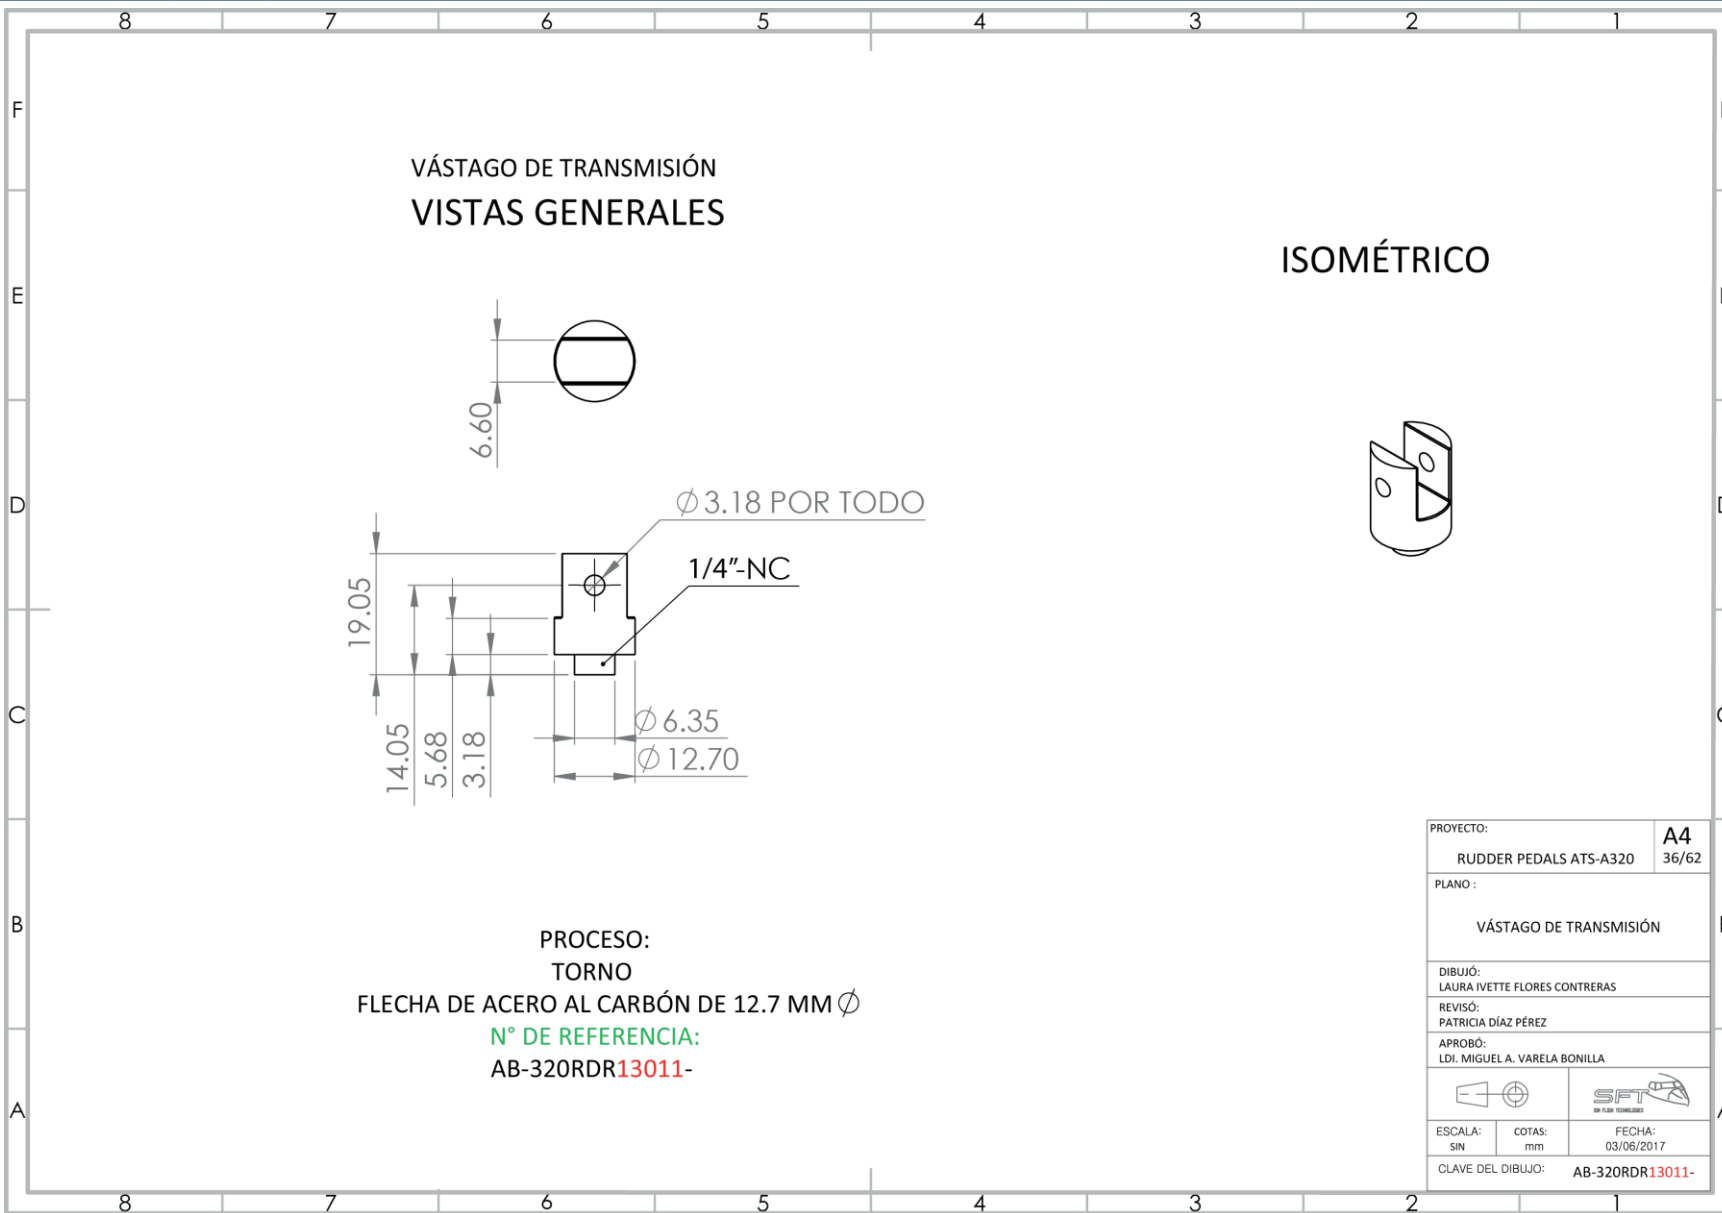 8 7 6 5 4 3 2 1
F
E
D
C
B
A
VÁSTAGO DE TRANSMISIÓN
VISTAS GENERALES
ISOMÉTRICO
6.60
∅3.18 POR TODO
1/4"-NC
19.05
14.05
5.68
3.18
∅6.35
∅12.70
PROCESO:
TORNO
FLECHA DE ACERO AL CARBÓN DE 12.7 MM ∅
N° DE REFERENCIA:
AB-320RDR13011-
PROYECTO:
RUDDER PEDALS ATS-A320
A4
36/62
PLANO :
VÁSTAGO DE TRANSMISIÓN
DIBUJÓ:
LAURA IVETTE FLORES CONTRERAS
REVISÓ:
PATRICIA DÍAZ PÉREZ
APROBÓ:
LDI. MIGUEL A. VARELA BONILLA
SFT
ESCALA:
SIN
COTAS:
mm
FECHA:
03/06/2017
CLAVE DEL DIBUJO:
AB-320RDR13011-
8 7 6 5 4 3 2 1